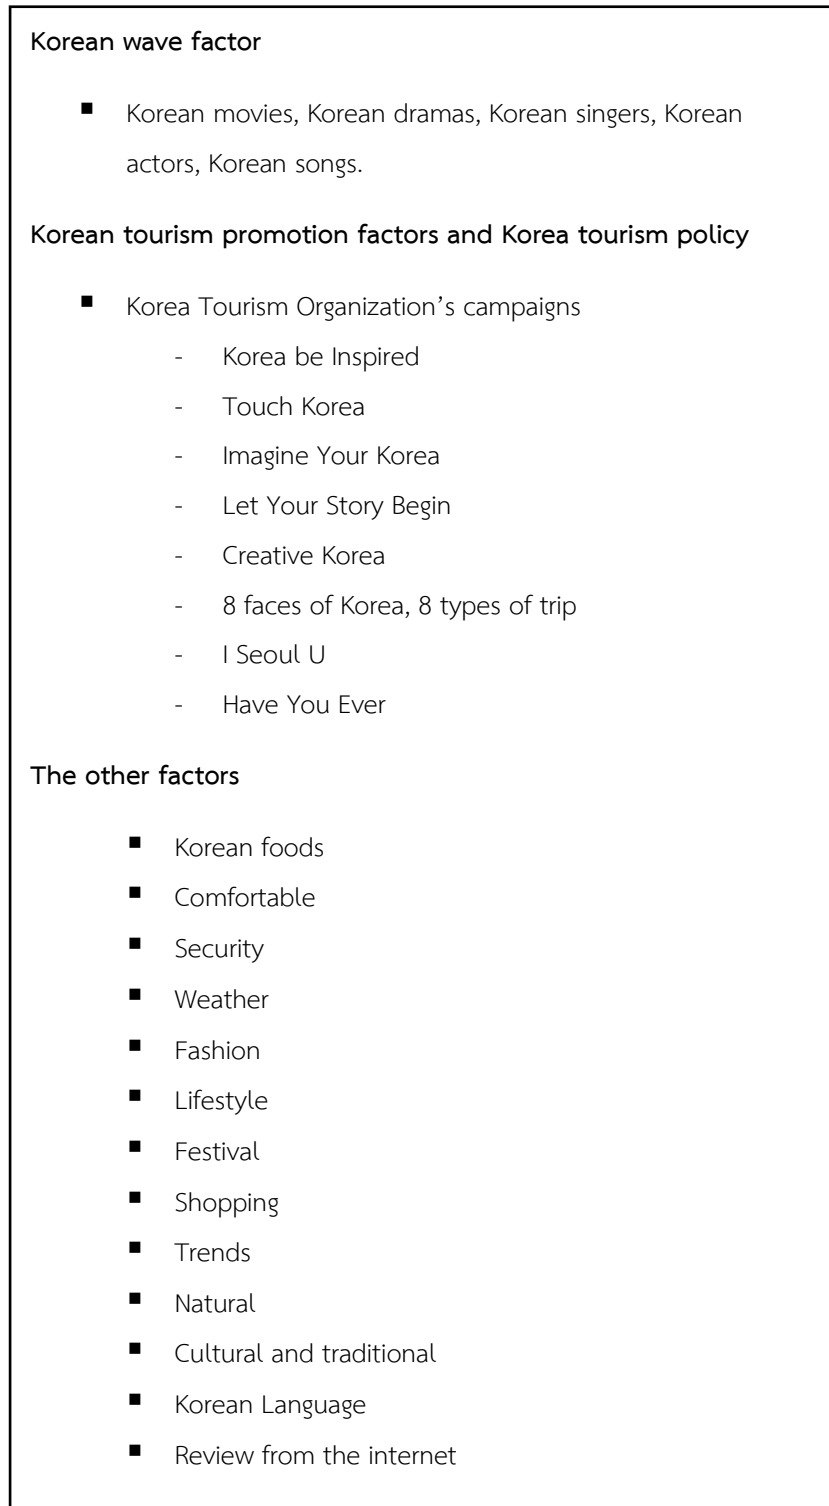 Korean wave factor
▪ Korean movies, Korean dramas, Korean singers, Korean
actors, Korean songs.
Korean tourism promotion factors and Korea tourism policy
▪ Korea Tourism Organization’s campaigns
- Korea be Inspired
- Touch Korea
- Imagine Your Korea
- Let Your Story Begin
- Creative Korea
- 8 faces of Korea, 8 types of trip
- I Seoul U
- Have You Ever
The other factors
▪ Korean foods
▪ Comfortable
▪ Security
▪ Weather
▪ Fashion
▪ Lifestyle
▪ Festival
▪ Shopping
▪ Trends
▪ Natural
▪ Cultural and traditional
▪ Korean Language
▪ Review from the internet